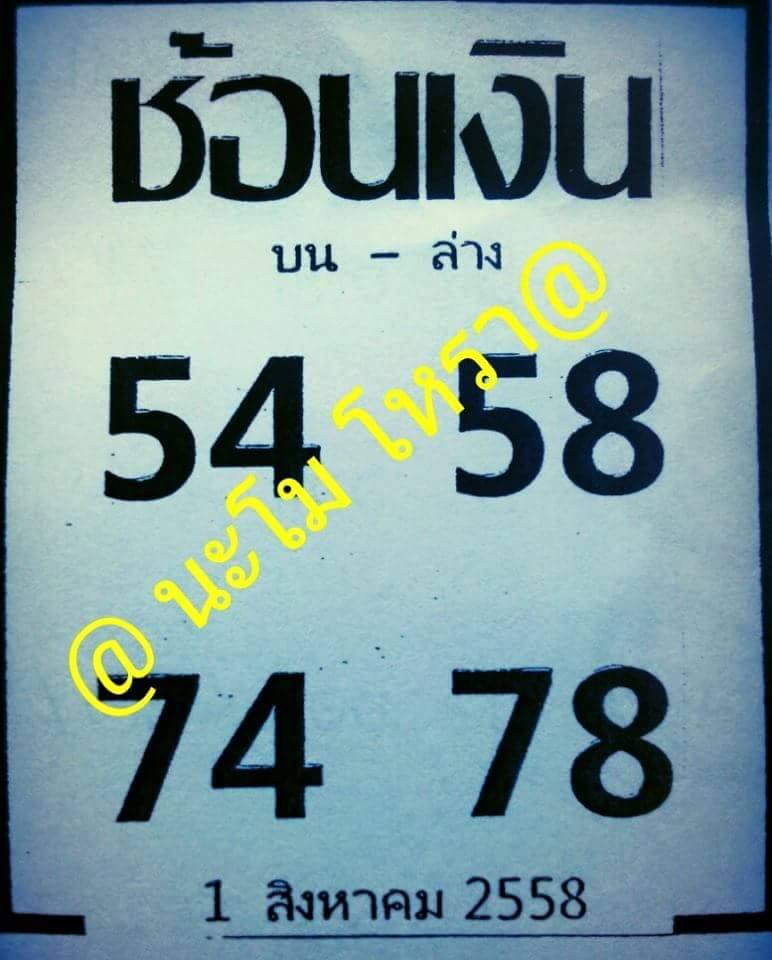 ช้อนเงิน
บน - ล่าง
54 58
@ นะโม โหรา@
74 78
1 สิงหาคม 2558